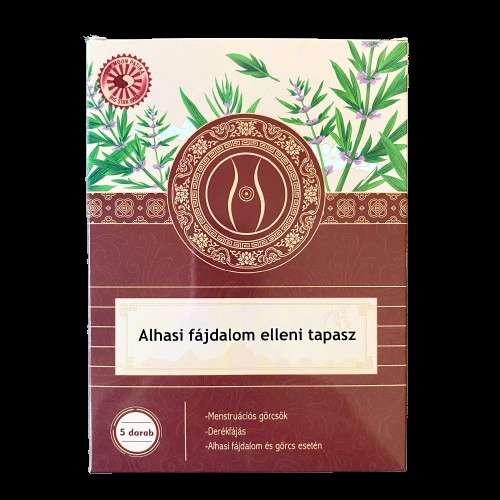 Alhasi fájdalom elleni tapasz
5 darab
-Menstruációs görcsök
-Derékfájás
-Alhasi fájdalom és görcs esetén